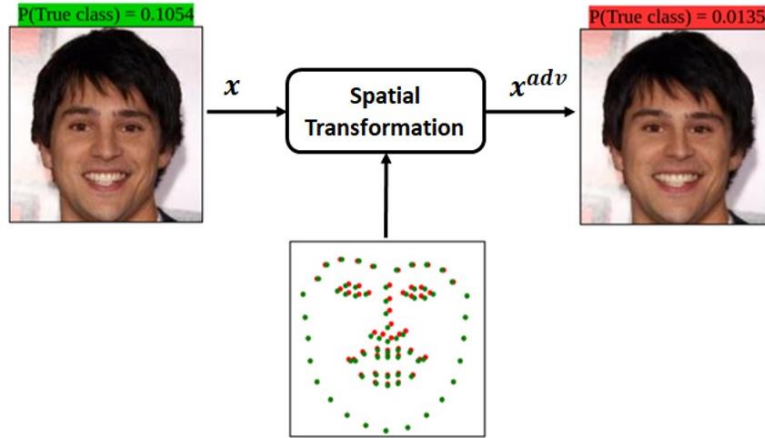 P(True class) = 0.1054
P(True class) = 0.0135
x
Spatial
Transformation
x^{adv}